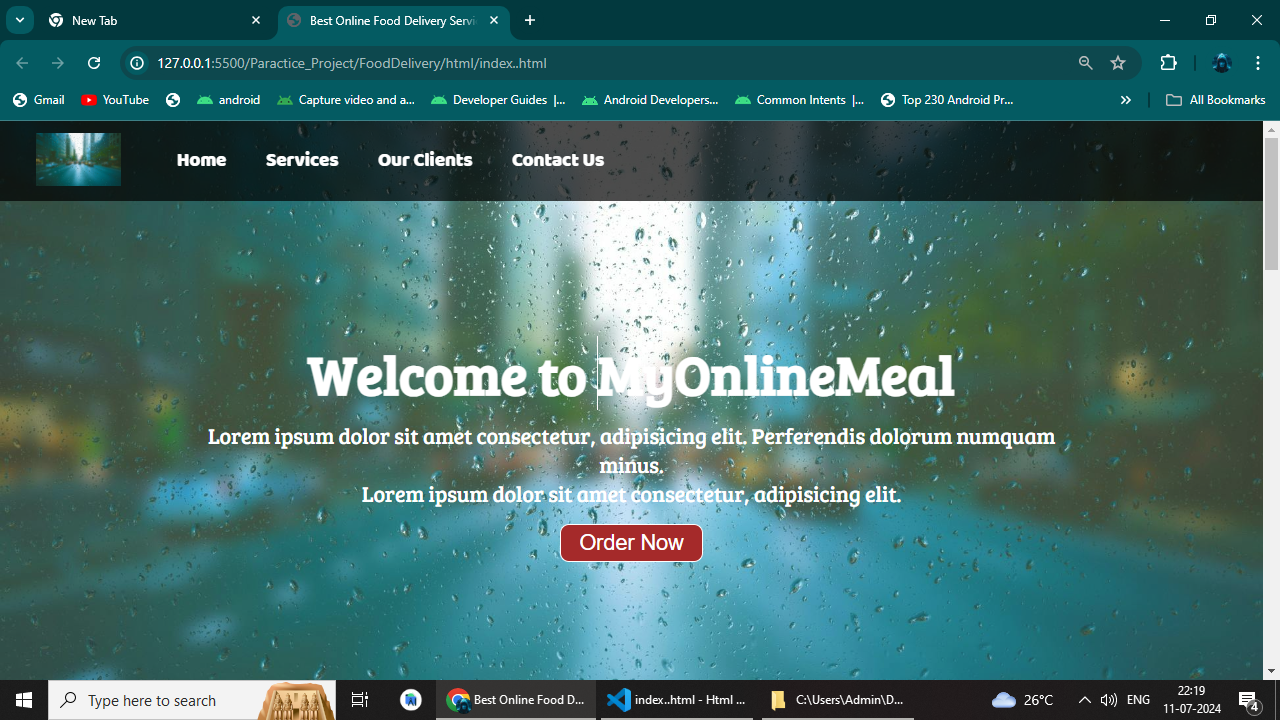 New Tab
Best Online Food Delivery Servi
127.0.0.1:5500/Paractice_Project/FoodDelivery/html/index..html
Gmail YouTube android Capture video and a... Developer Guides |... Android Developers... Common Intents |... Top 230 Android Pr... All Bookmarks
Home Services Our Clients Contact Us
Welcome to MyOnlineMeal
Lorem ipsum dolor sit amet consectetur, adipisicing elit. Perferendis dolorum numquam
minus.
Lorem ipsum dolor sit amet consectetur, adipisicing elit.
Order Now
Type here to search
Best Online Food D...
index..html - Html ...
C:\Users\Admin\D...
26°C
ENG
22:19
11-07-2024
4